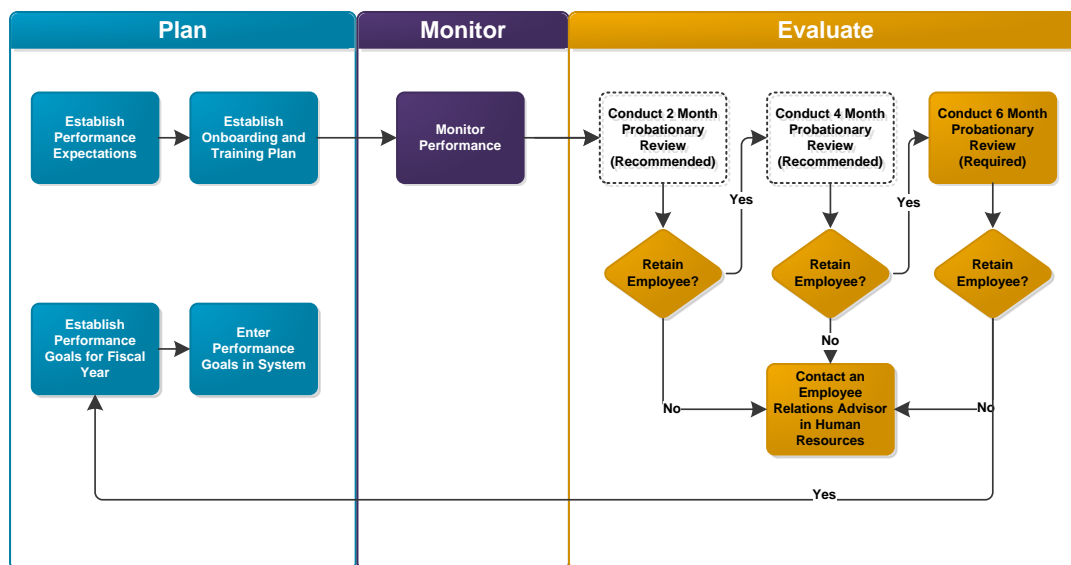 Plan
Monitor
Evaluate
Establish
Performance
Expectations
Establish
Onboarding and
Training Plan
Monitor
Performance
Conduct 2 Month
Probationary
Review
(Recommended)
Conduct 4 Month
Probationary
Review
(Recommended)
Conduct 6 Month
Probationary
Review
(Required)
Yes
Yes
Retain
Employee?
Retain
Employee?
Retain
Employee?
Establish
Performance
Goals for Fiscal
Year
Enter
Performance
Goals in System
No
No
Contact an
Employee
Relations Advisor
in Human
Resources
No
Yes